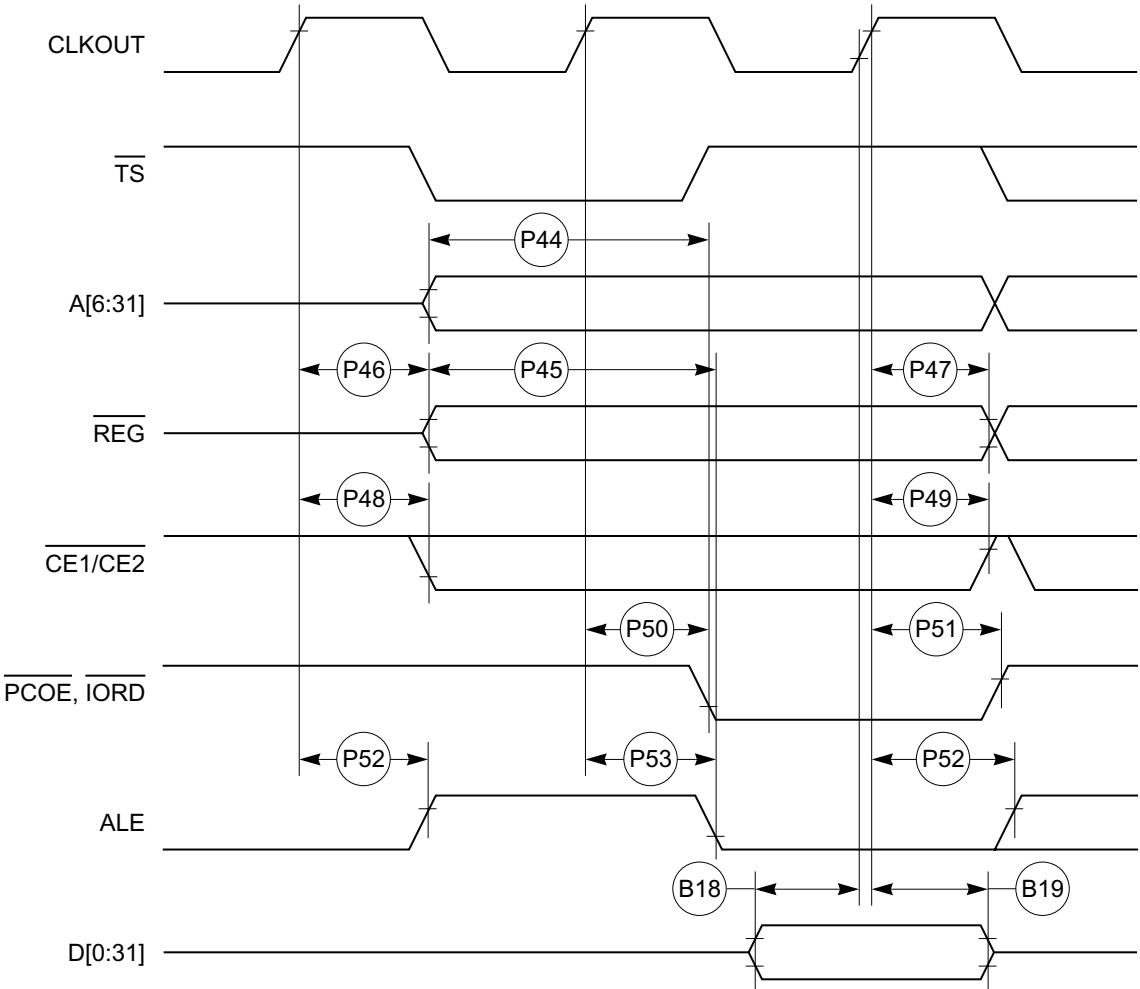 CLKOUT
TS
P44
A[6:31]
P46 P45 P47
REG
P48 P49
CE1/CE2
P50 P51
PCOE, IORD
P52 P53 P52
ALE
B18 B19
D[0:31]